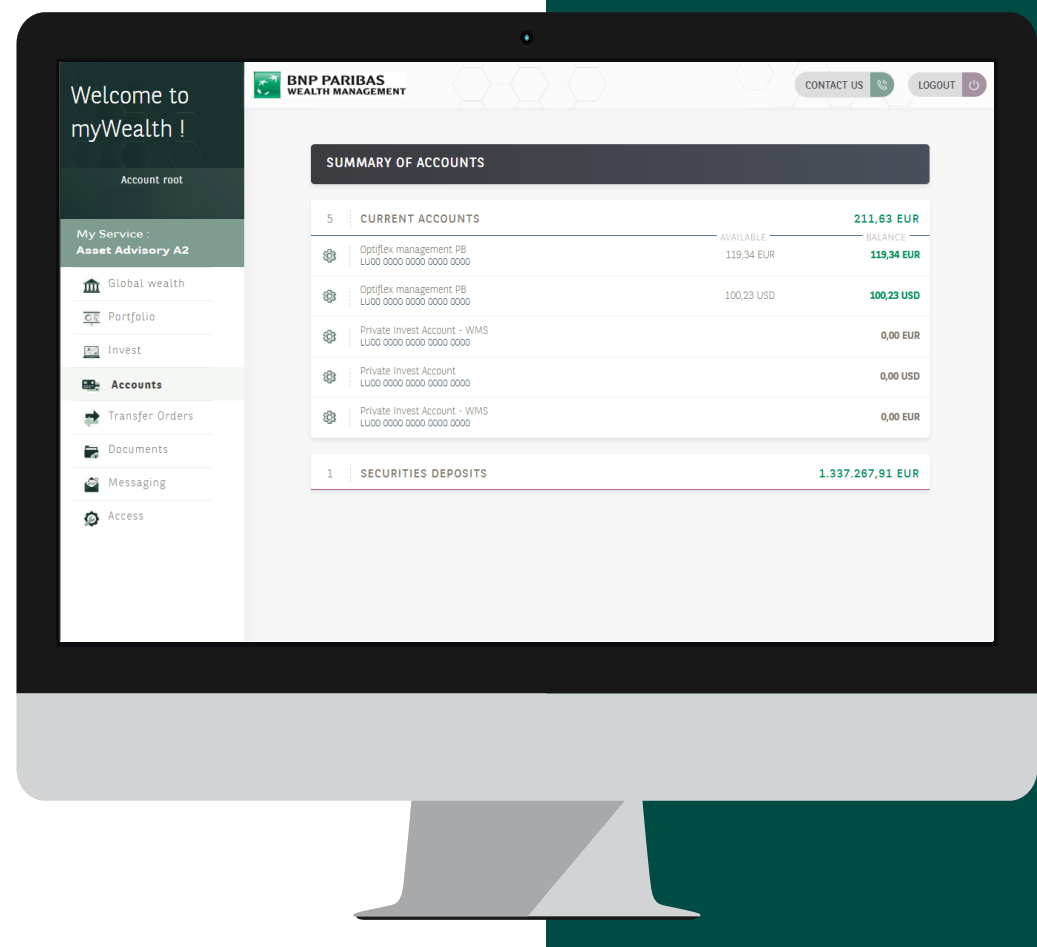 Welcome to
myWealth !
Account root
My Service :
Asset Advisory A2
Global wealth
Portfolio
Invest
Accounts
Transfer Orders
Documents
Messaging
Access
BNP PARIBAS
WEALTH MANAGEMENT
CONTACT US
LOGOUT
SUMMARY OF ACCOUNTS
5 CURRENT ACCOUNTS 211,63 EUR
AVAILABLE BALANCE
Optiflex management PB
LU00 0000 0000 0000 0000
119,34 EUR 119,34 EUR
Optiflex management PB
LU00 0000 0000 0000 0000
100,23 USD 100,23 USD
Private Invest Account - WMS
LU00 0000 0000 0000 0000
0,00 EUR
Private Invest Account
LU00 0000 0000 0000 0000
0,00 USD
Private Invest Account - WMS
LU00 0000 0000 0000 0000
0,00 EUR
1 SECURITIES DEPOSITS 1.337.267,91 EUR